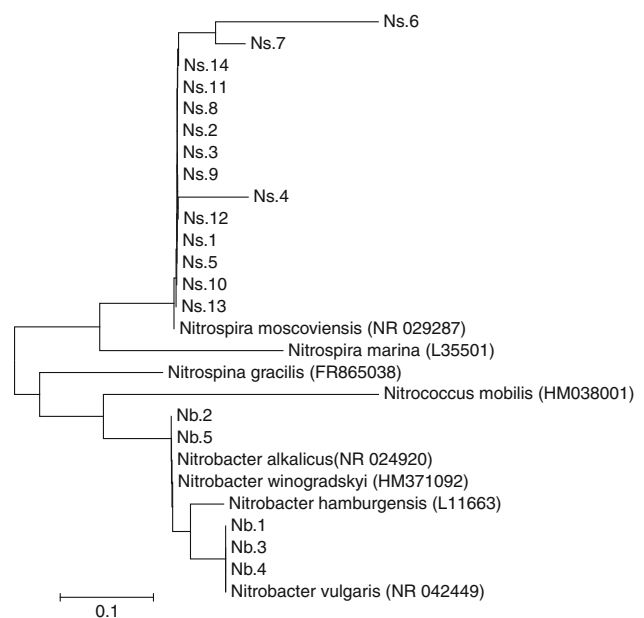 Ns.6
Ns.7
Ns.14
Ns.11
Ns.8
Ns.2
Ns.3
Ns.9
Ns.4
Ns.12
Ns.1
Ns.5
Ns.10
Ns.13
Nitrospira moscoviensis (NR 029287)
Nitrospira marina (L35501)
Nitrospina gracilis (FR865038)
Nitrococcus mobilis (HM038001)
Nb.2
Nb.5
Nitrobacter alkalicus(NR 024920)
Nitrobacter winogradskyi (HM371092)
Nitrobacter hamburgensis (L11663)
Nb.1
Nb.3
Nb.4
Nitrobacter vulgaris (NR 042449)
0.1